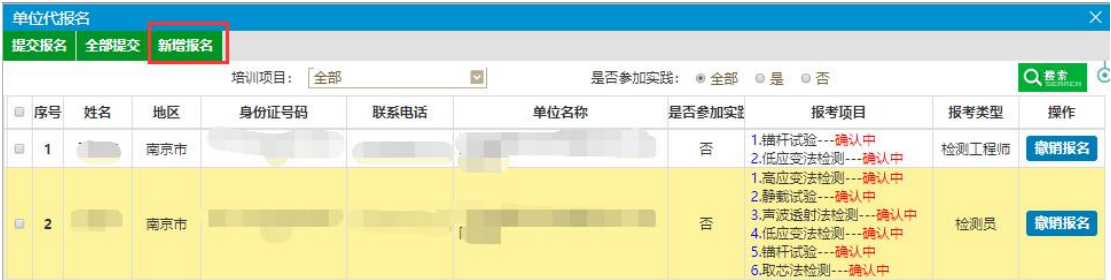 单位代报名
提交报名 全部提交 新增报名
培训项目： 全部 是否参加实践： 全部 是 否 搜索 SEARCH
序号 姓名 地区 身份证号码 联系电话 单位名称 是否参加实践 报考项目 报考类型 操作
1 南京市 否 1.锚杆试验---确认中 检测工程师 撤销报名
2.低应变法检测---确认中
1.高应变法检测---确认中
2.静载试验---确认中
3.声波透射法检测---确认中
2 南京市 否 4.低应变法检测---确认中 检测员 撤销报名
5.锚杆试验---确认中
6.取芯法检测---确认中